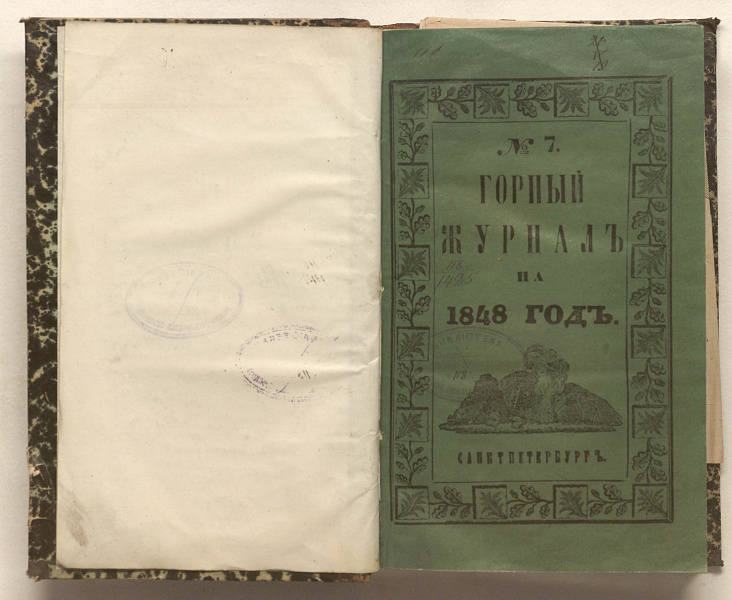 № 7.
ГОРНЫЙ
ЖУРНАЛЪ
НА
1848 ГОДЪ.
САНКТПЕТЕРБУРГЪ.